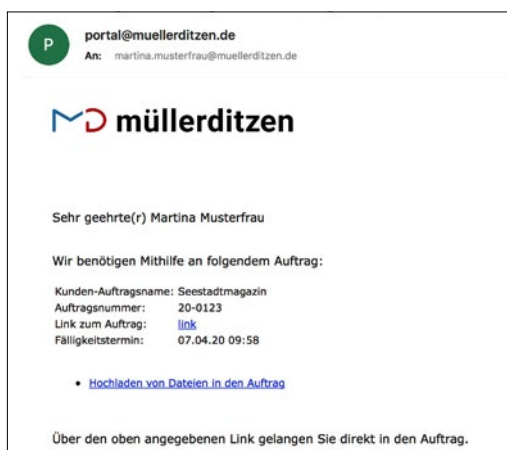 P
portal@muellerditzen.de
An: martina.musterfrau@muellerditzen.de
müllerditzen
Sehr geehrte(r) Martina Musterfrau
Wir benötigen Mithilfe an folgendem Auftrag:
Kunden-Auftragsname: Seestadtmagazin
Auftragsnummer: 20-0123
Link zum Auftrag: link
Fälligkeitstermin: 07.04.20 09:58
• Hochladen von Dateien in den Auftrag
Über den oben angegebenen Link gelangen Sie direkt in den Auftrag.